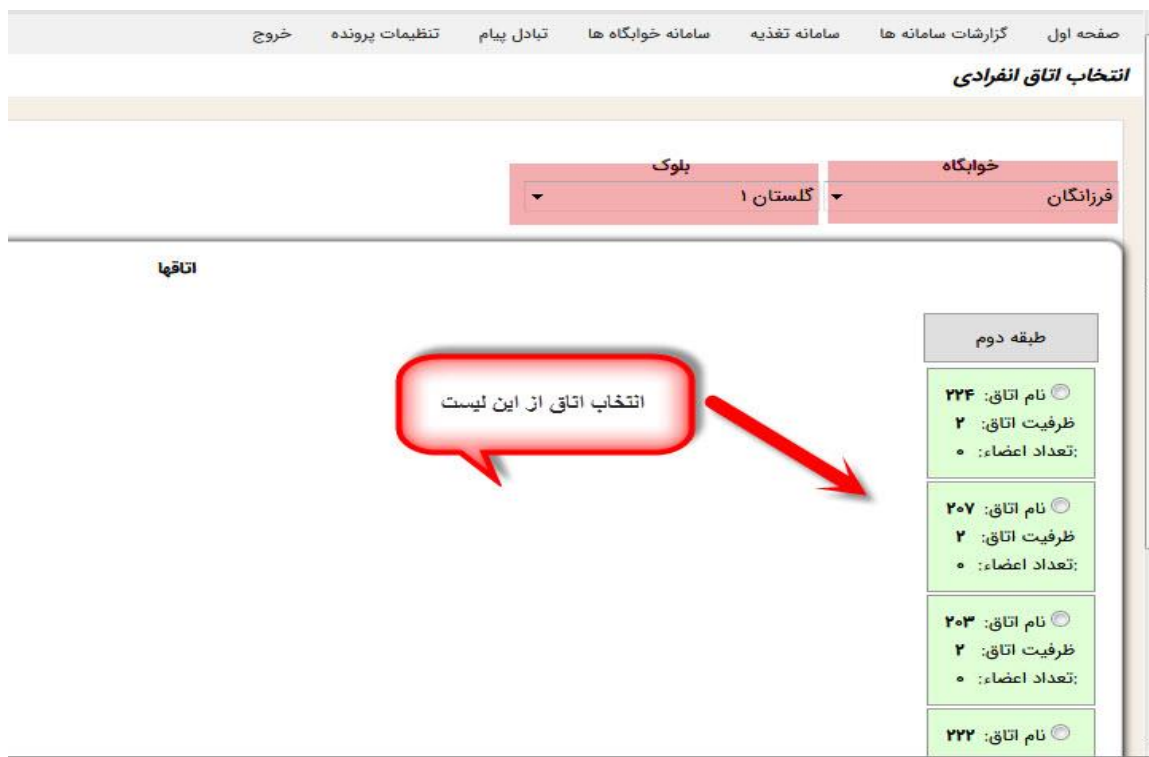 صفحه اول گزارشات سامانه ها سامانه تغذیه سامانه خوابگاه ها تبادل پیام تنظیمات پرونده خروج
انتخاب اتاق انفرادی
خوابگاه بلوک
فرزانگان گلستان ۱
اتاقها
طبقه دوم
انتخاب اتاق از این لیست
نام اتاق: ۲۲۴
ظرفیت اتاق: ۲
:تعداد اعضاء: ۰
نام اتاق: ۲۰۷
ظرفیت اتاق: ۲
:تعداد اعضاء: ۰
نام اتاق: ۲۰۳
ظرفیت اتاق: ۲
:تعداد اعضاء: ۰
نام اتاق: ۲۲۲